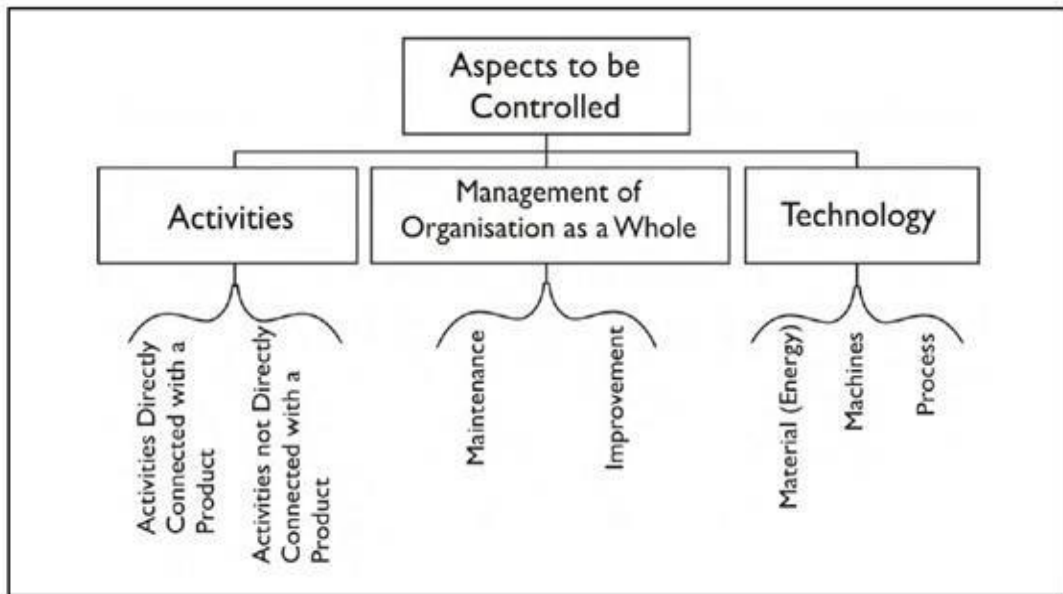 Aspects to be
Controlled
Activities
Management of
Organisation as a Whole
Technology
Activities Directly
Connected with a
Product
Activities not Directly
Connected with a
Product
Maintenance
Improvement
Material (Energy)
Machines
Process